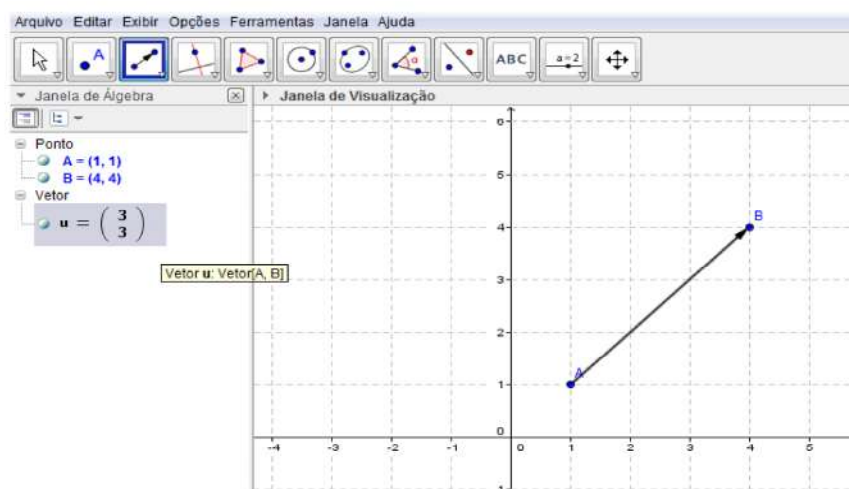 Arquivo Editar Exibir Opções Ferramentas Janela Ajuda
A
α
ABC
a=2
Janela de Álgebra
Janela de Visualização
Ponto
A = (1, 1)
B = (4, 4)
Vetor
u = ( 3 3 )
Vetor u: Vetor[A, B]
6
5
4
3
2
1
0
-1
-4 -3 -2 -1 0 1 2 3 4 5
A
B